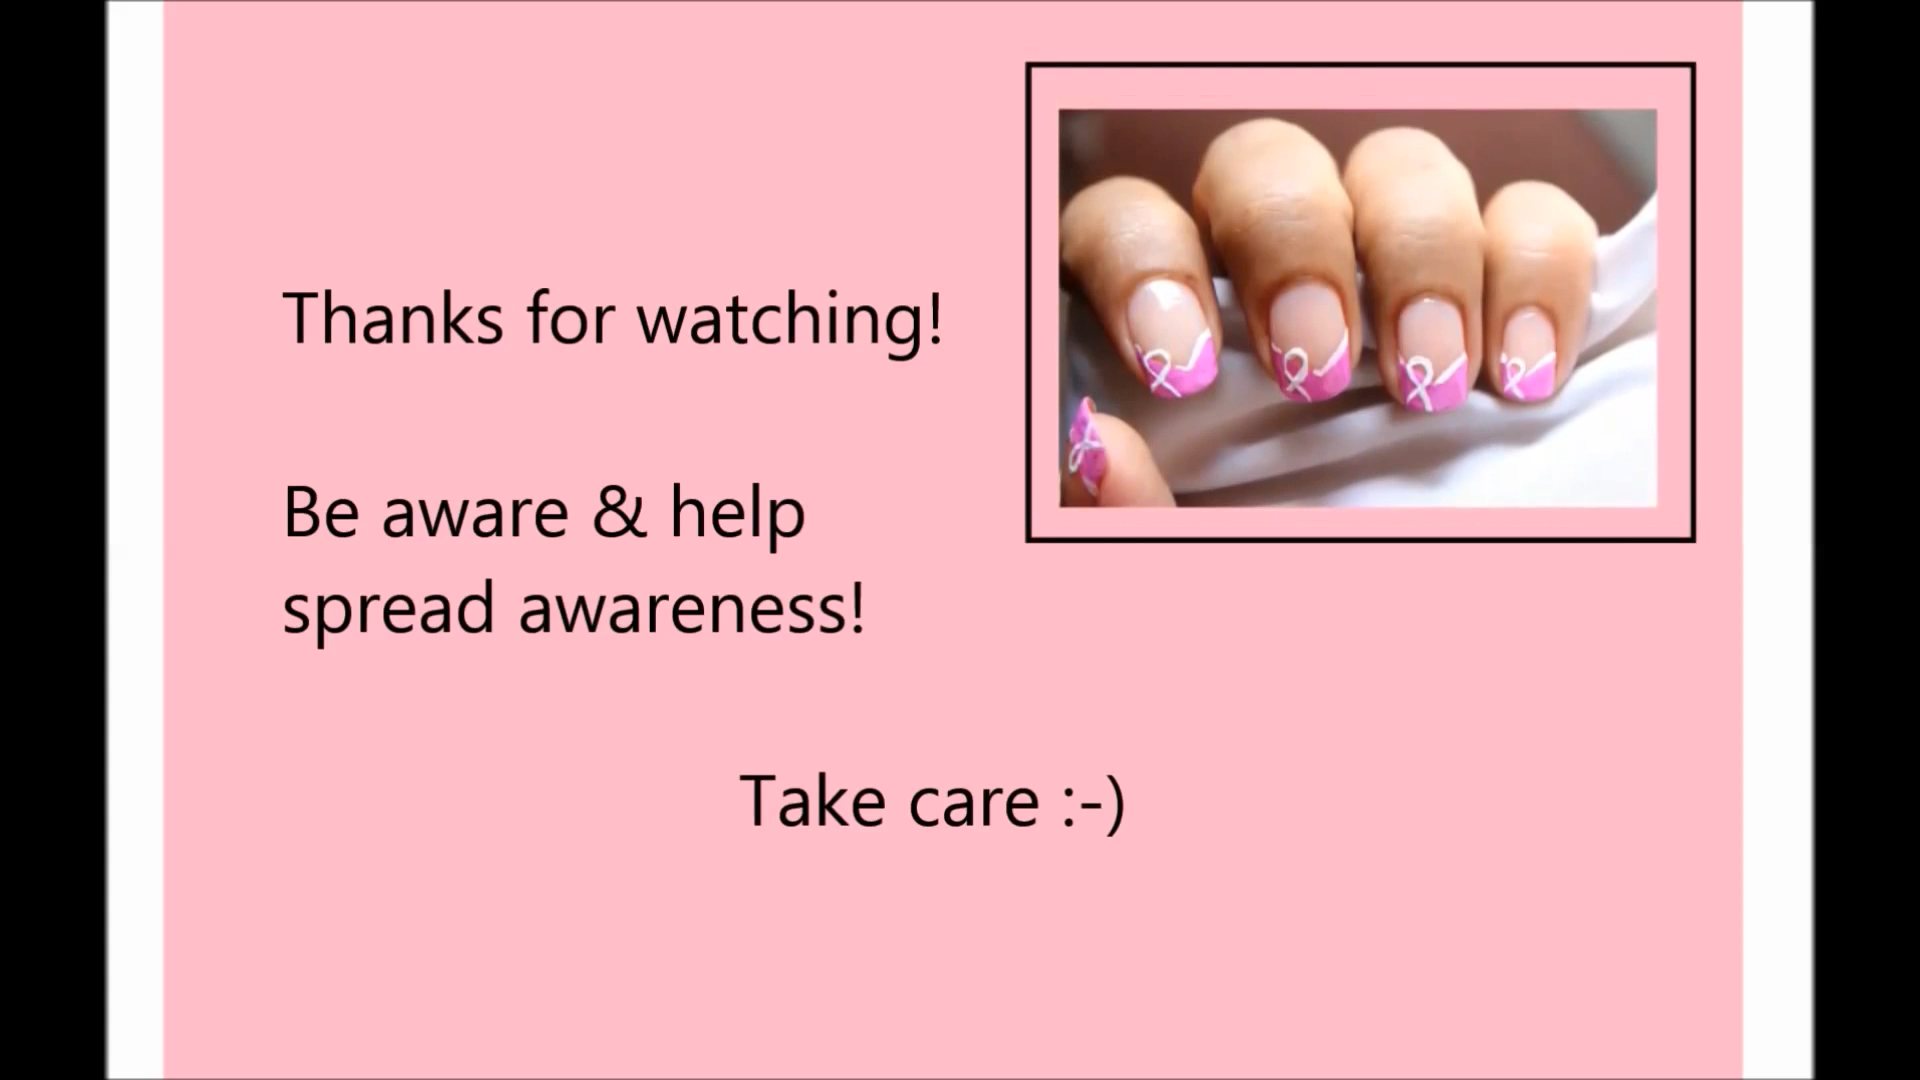 Thanks for watching!
Be aware & help
spread awareness!
Take care :-)